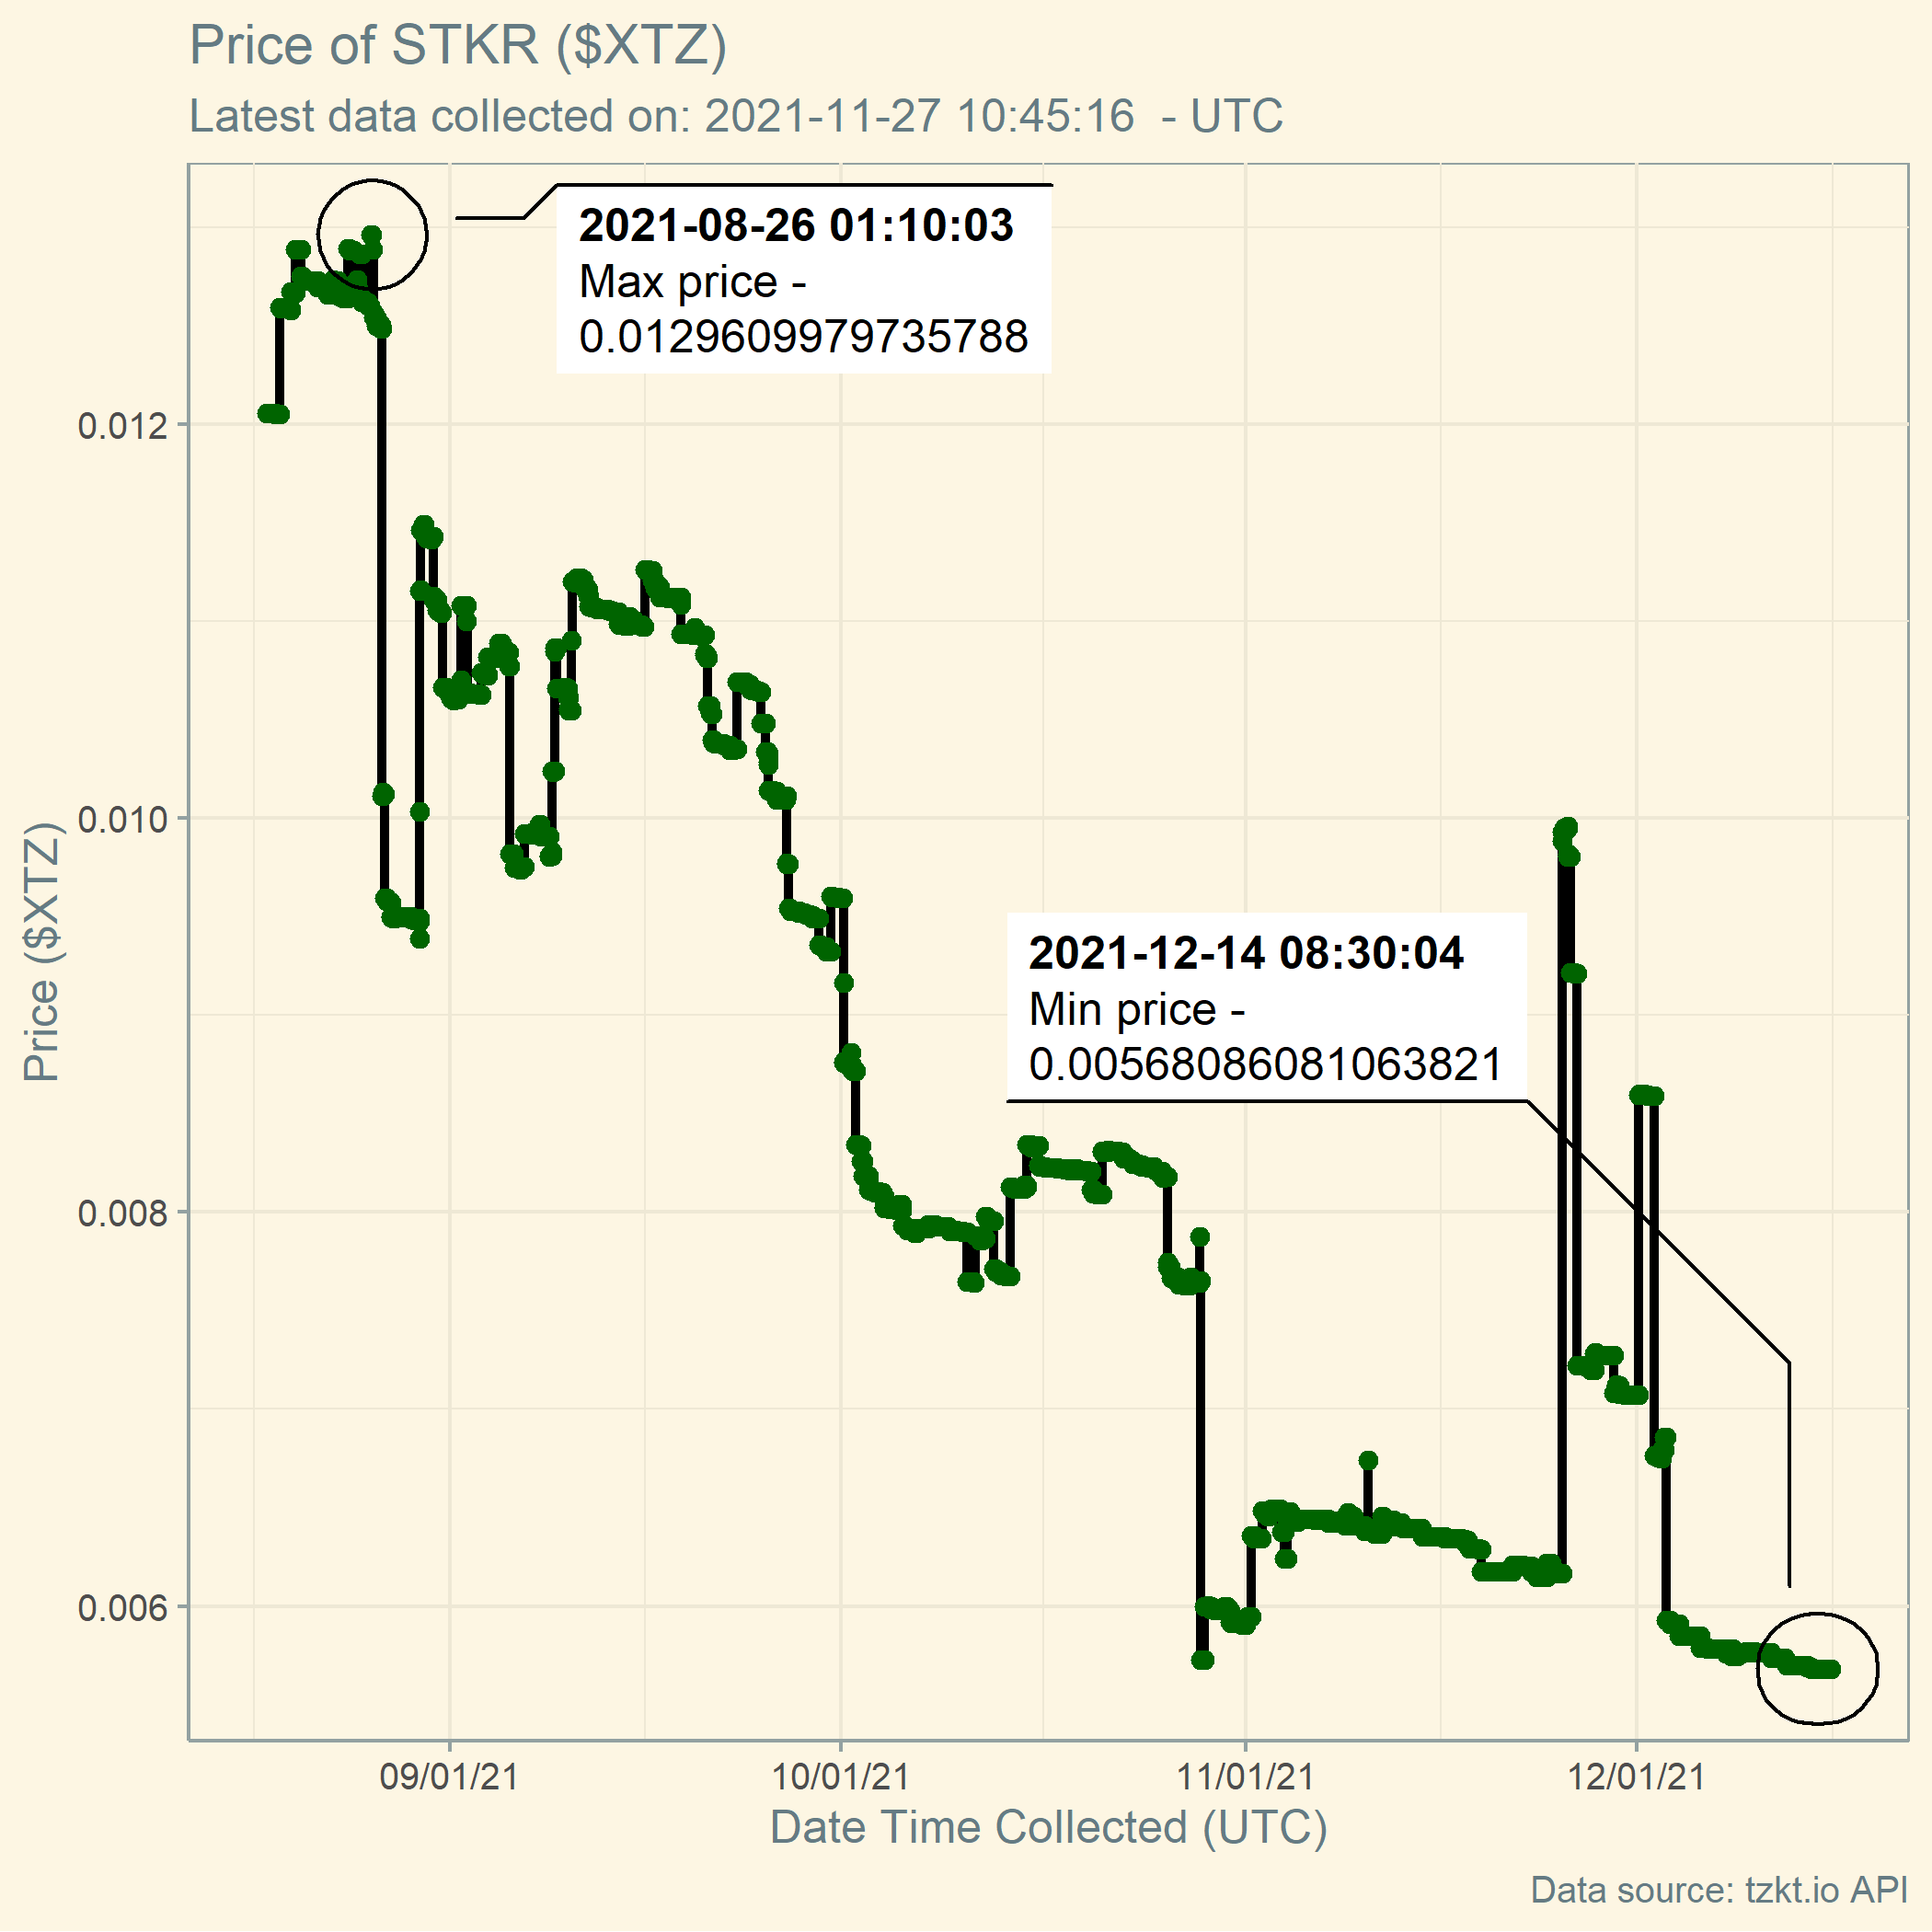 Price of STKR ($XTZ)
Latest data collected on: 2021-11-27 10:45:16  - UTC
2021-08-26 01:10:03
Max price -
0.0129609979735788
0.012
0.010
2021-12-14 08:30:04
Min price -
0.00568086081063821
0.008
0.006
Price ($XTZ)
09/01/21 10/01/21 11/01/21 12/01/21
Date Time Collected (UTC)
Data source: tzkt.io API